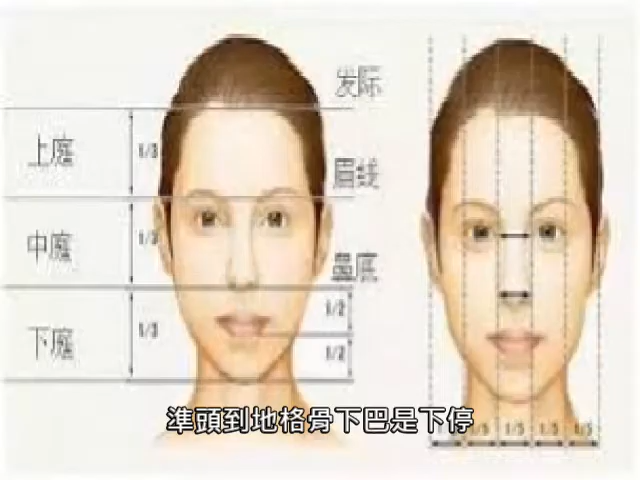 发际
上庭
1/3
眉线
中庭
1/3
鼻底
1/2
下庭
1/3
1/2
準頭到地格骨下巴是下停
1/5 1/5 1/5 1/5 1/5